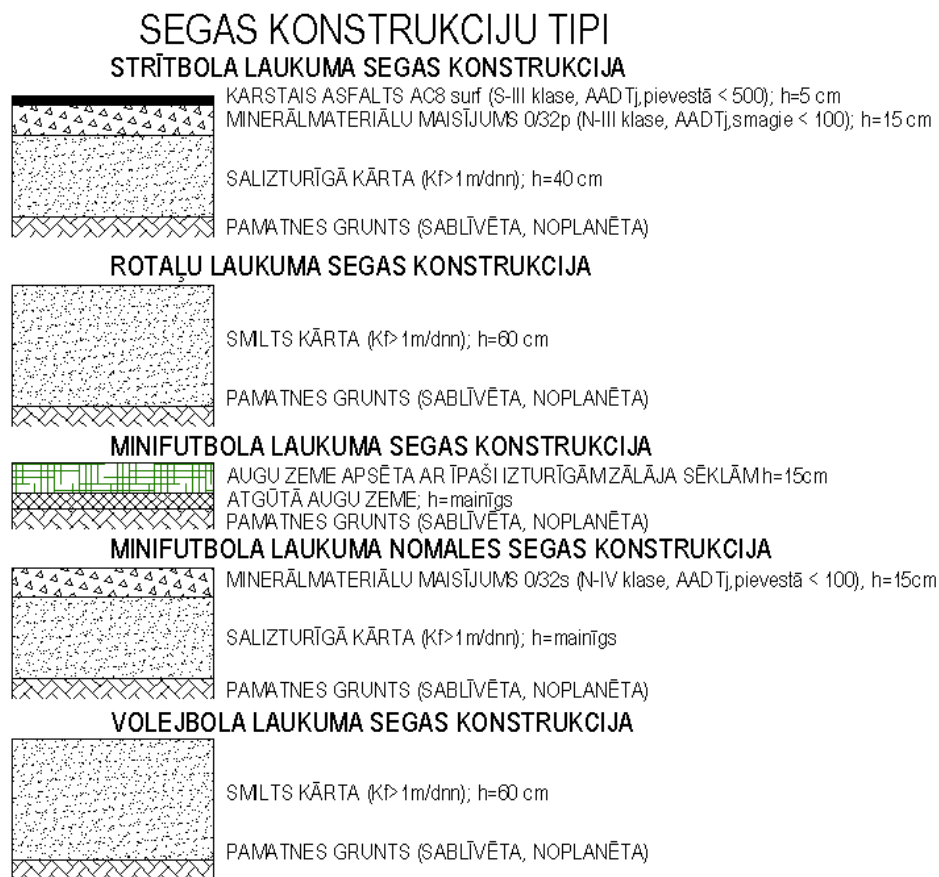 SEGAS KONSTRUKCIJU TIPI
STRĪTBOLA LAUKUMA SEGAS KONSTRUKCIJA
KARSTAIS ASFALTS AC8 surf (S-III klase, AADTj,pievestā < 500); h=5 cm
MINERĀLMATERIĀLU MAISĪJUMS 0/32p (N-III klase, AADTj,smagie < 100); h=15 cm
SALIZTURĪGĀ KĀRTA (Kf>1m/dnn); h=40 cm
PAMATNES GRUNTS (SABLĪVĒTA, NOPLANĒTA)
ROTAĻU LAUKUMA SEGAS KONSTRUKCIJA
SMILTS KĀRTA (Kf>1m/dnn); h=60 cm
PAMATNES GRUNTS (SABLĪVĒTA, NOPLANĒTA)
MINIFUTBOLA LAUKUMA SEGAS KONSTRUKCIJA
AUGU ZEME APSĒTA AR ĪPAŠI IZTURĪGĀM ZĀLĀJA SĒKLĀM h=15cm
ATGŪTĀ AUGU ZEME; h=mainīgs
PAMATNES GRUNTS (SABLĪVĒTA, NOPLANĒTA)
MINIFUTBOLA LAUKUMA NOMALES SEGAS KONSTRUKCIJA
MINERĀLMATERIĀLU MAISĪJUMS 0/32s (N-IV klase, AADTj,pievestā < 100), h=15cm
SALIZTURĪGĀ KĀRTA (Kf>1m/dnn); h=mainīgs
PAMATNES GRUNTS (SABLĪVĒTA, NOPLANĒTA)
VOLEJBOLA LAUKUMA SEGAS KONSTRUKCIJA
SMILTS KĀRTA (Kf>1m/dnn); h=60 cm
PAMATNES GRUNTS (SABLĪVĒTA, NOPLANĒTA)